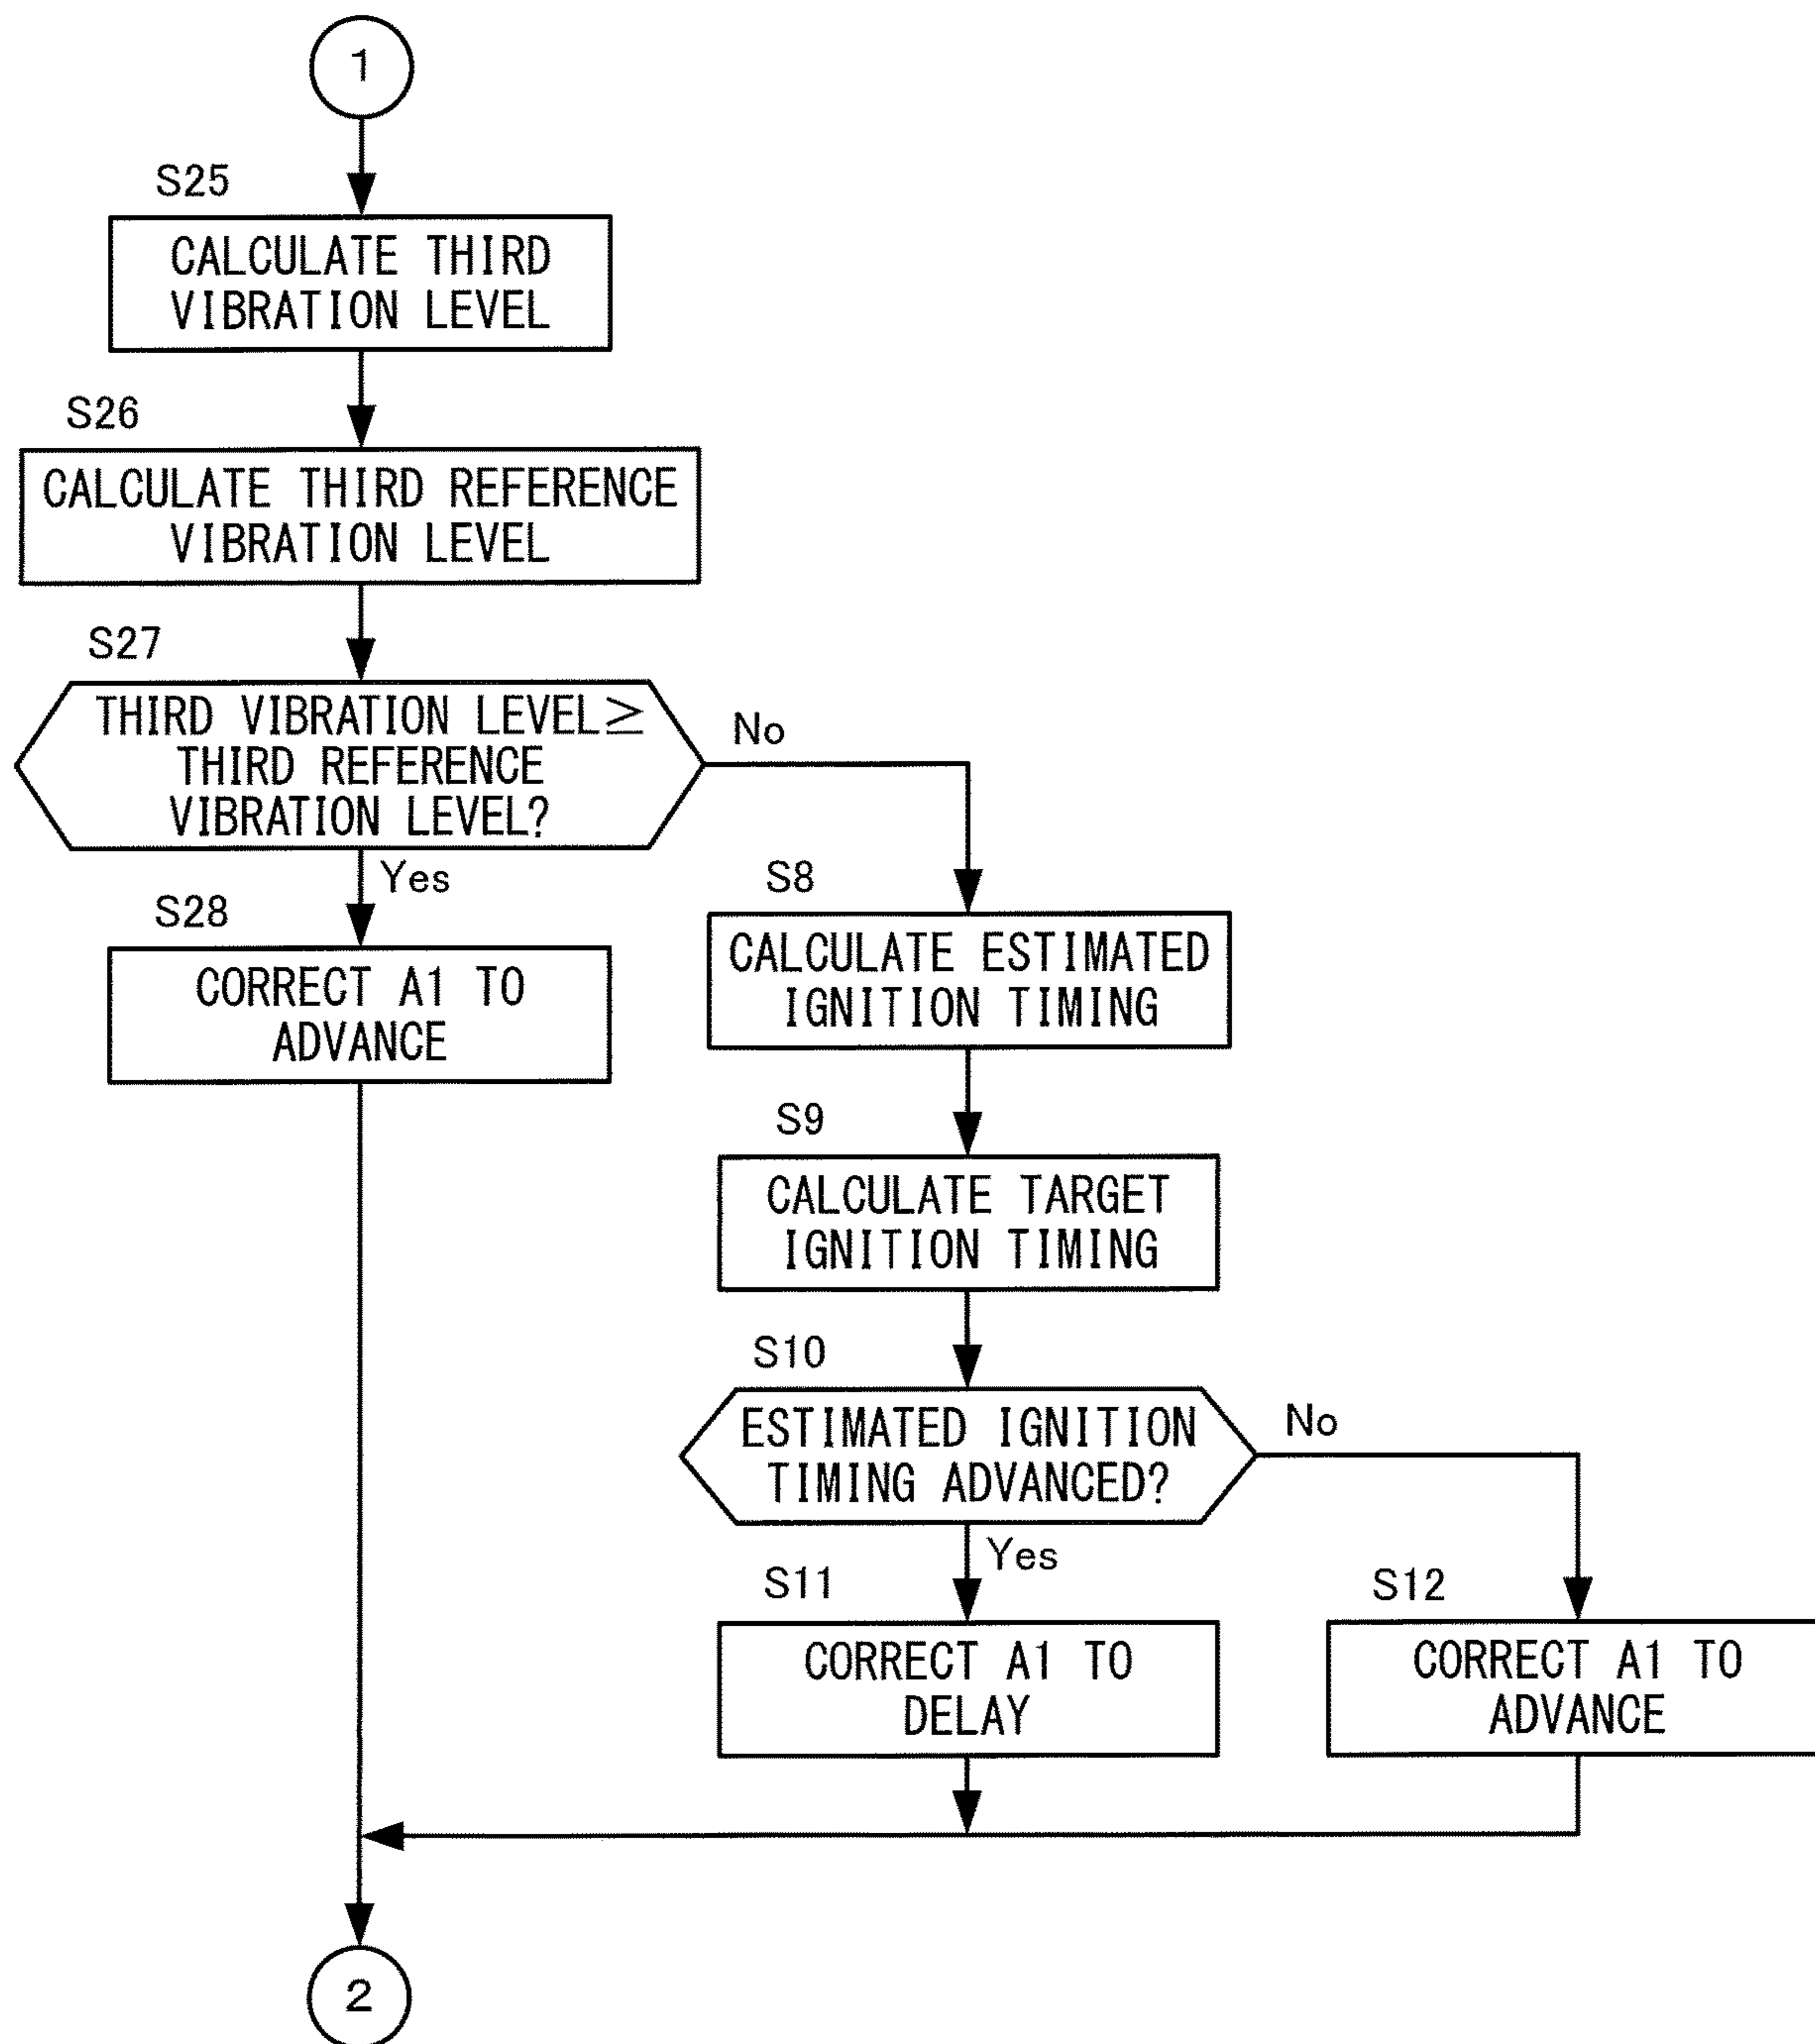 1
S25
CALCULATE THIRD
VIBRATION LEVEL
S26
CALCULATE THIRD REFERENCE
VIBRATION LEVEL
S27
THIRD VIBRATION LEVEL≧
THIRD REFERENCE
VIBRATION LEVEL?
No
Yes
S28
CORRECT A1 TO
ADVANCE
S8
CALCULATE ESTIMATED
IGNITION TIMING
S9
CALCULATE TARGET
IGNITION TIMING
S10
ESTIMATED IGNITION
TIMING ADVANCED?
No
Yes
S11
CORRECT A1 TO
DELAY
S12
CORRECT A1 TO
ADVANCE
2